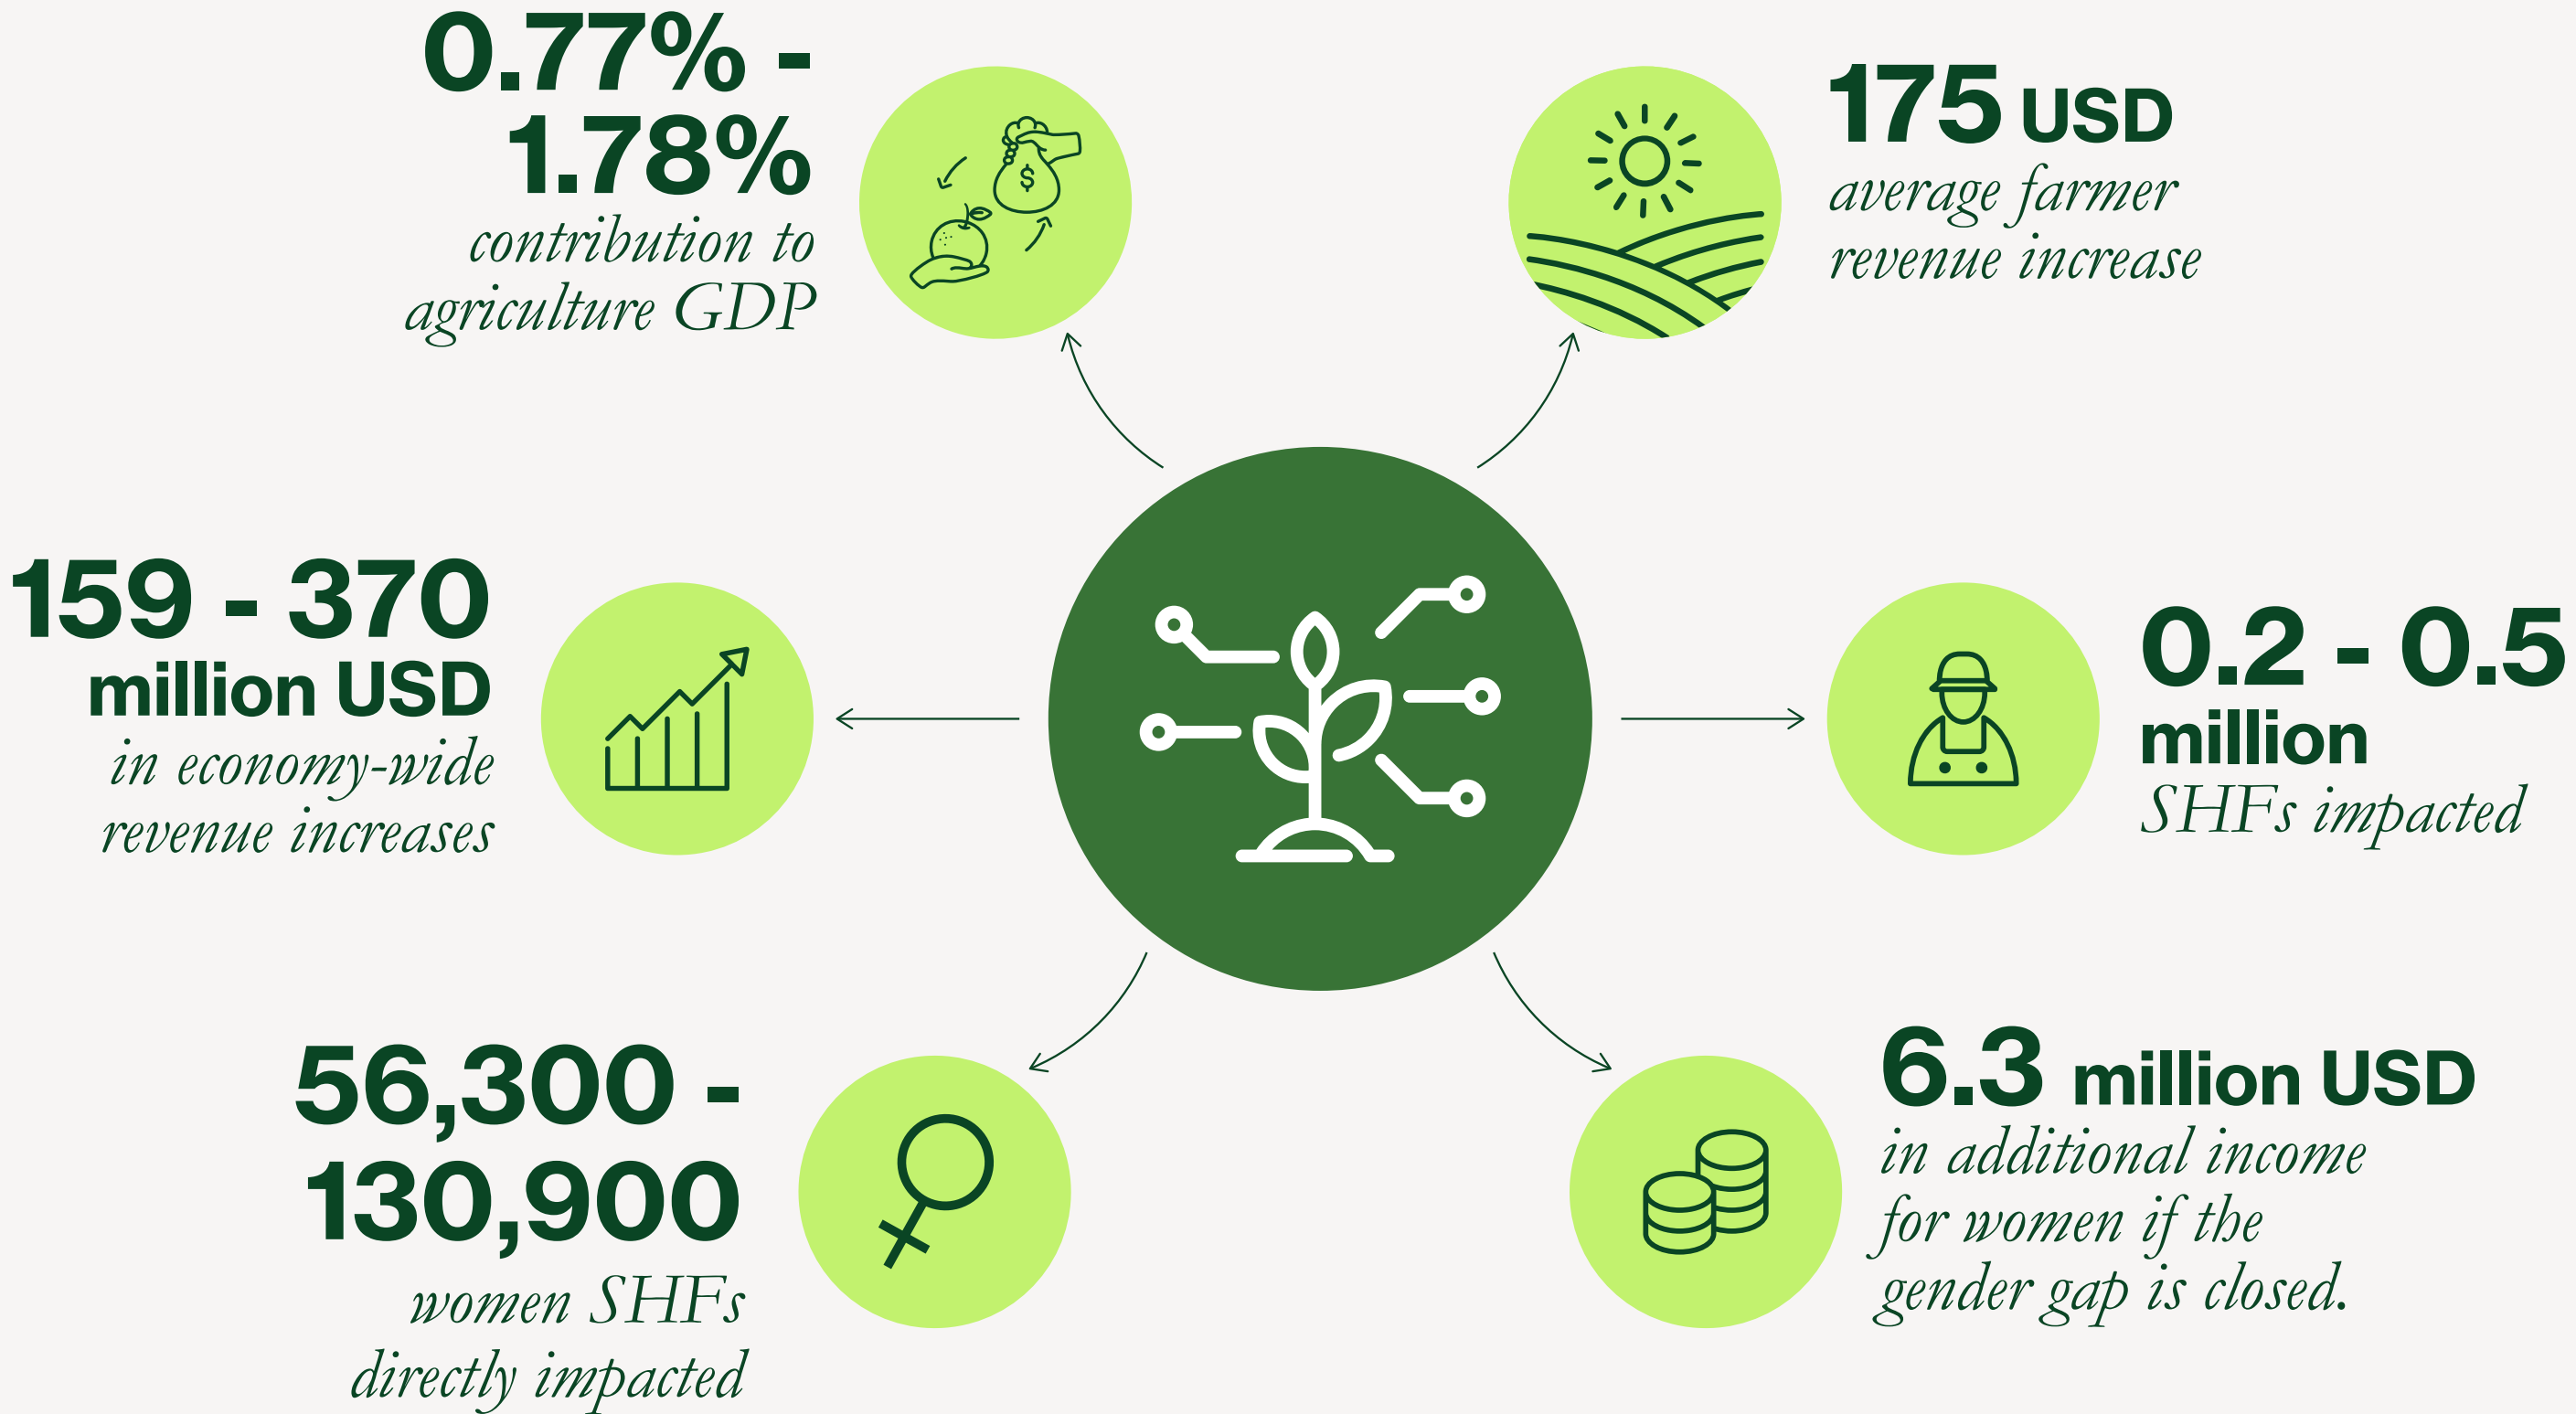 0.77% -
1.78%
contribution to
agriculture GDP
175 USD
average farmer
revenue increase
159 - 370
million USD
in economy-wide
revenue increases
0.2 - 0.5
million
SHFs impacted
56,300 -
130,900
women SHFs
directly impacted
6.3 million USD
in additional income
for women if the
gender gap is closed.
$